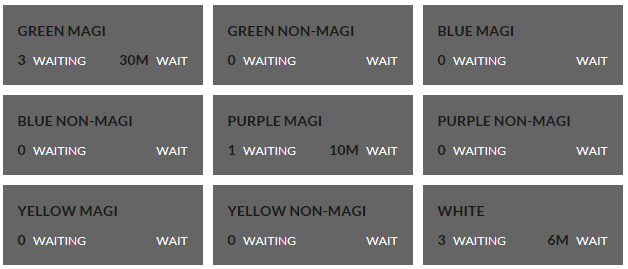 GREEN MAGI
3 WAITING 30M WAIT
GREEN NON-MAGI
0 WAITING WAIT
BLUE MAGI
0 WAITING WAIT
BLUE NON-MAGI
0 WAITING WAIT
PURPLE MAGI
1 WAITING 10M WAIT
PURPLE NON-MAGI
0 WAITING WAIT
YELLOW MAGI
0 WAITING WAIT
YELLOW NON-MAGI
0 WAITING WAIT
WHITE
3 WAITING 6M WAIT